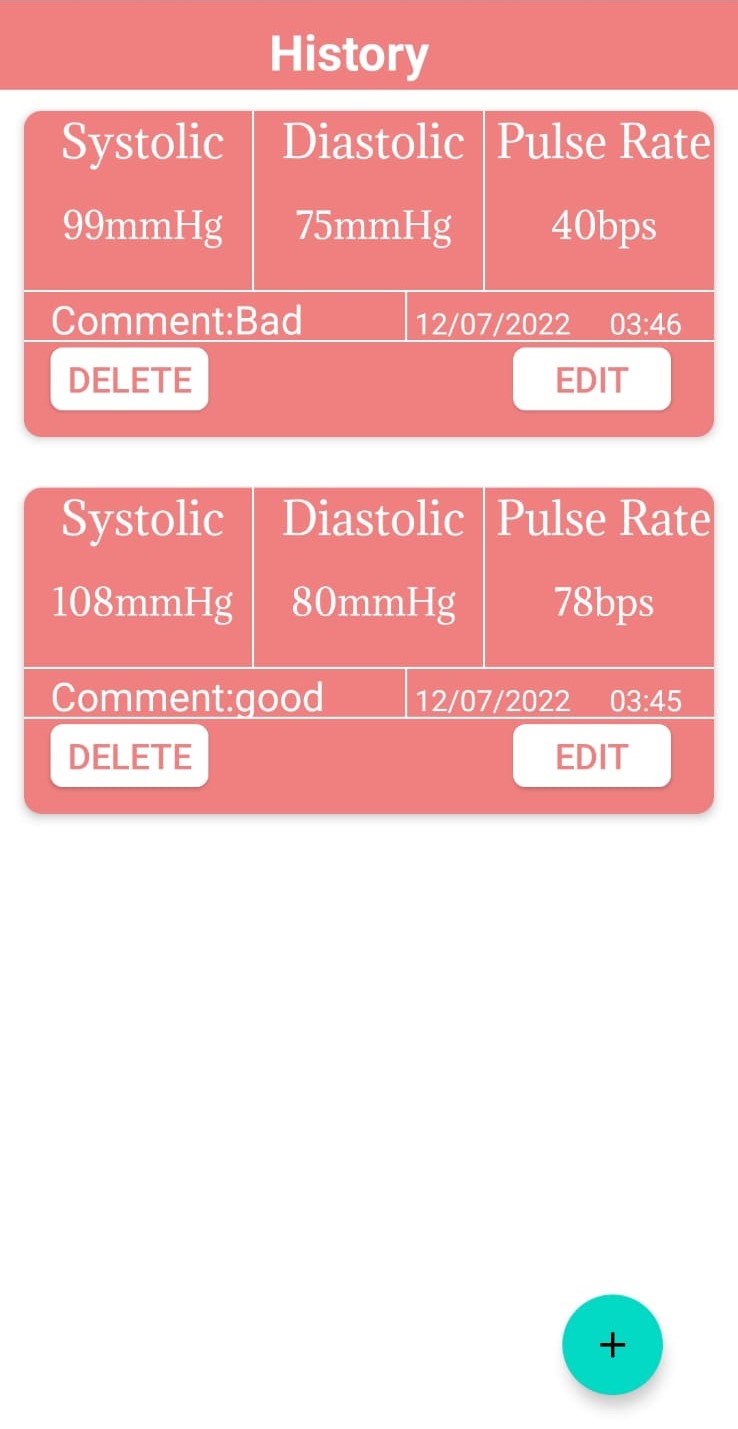 History
Systolic Diastolic Pulse Rate
99mmHg 75mmHg 40bps
Comment:Bad 12/07/2022 03:46
DELETE EDIT
Systolic Diastolic Pulse Rate
108mmHg 80mmHg 78bps
Comment:good 12/07/2022 03:45
DELETE EDIT
+